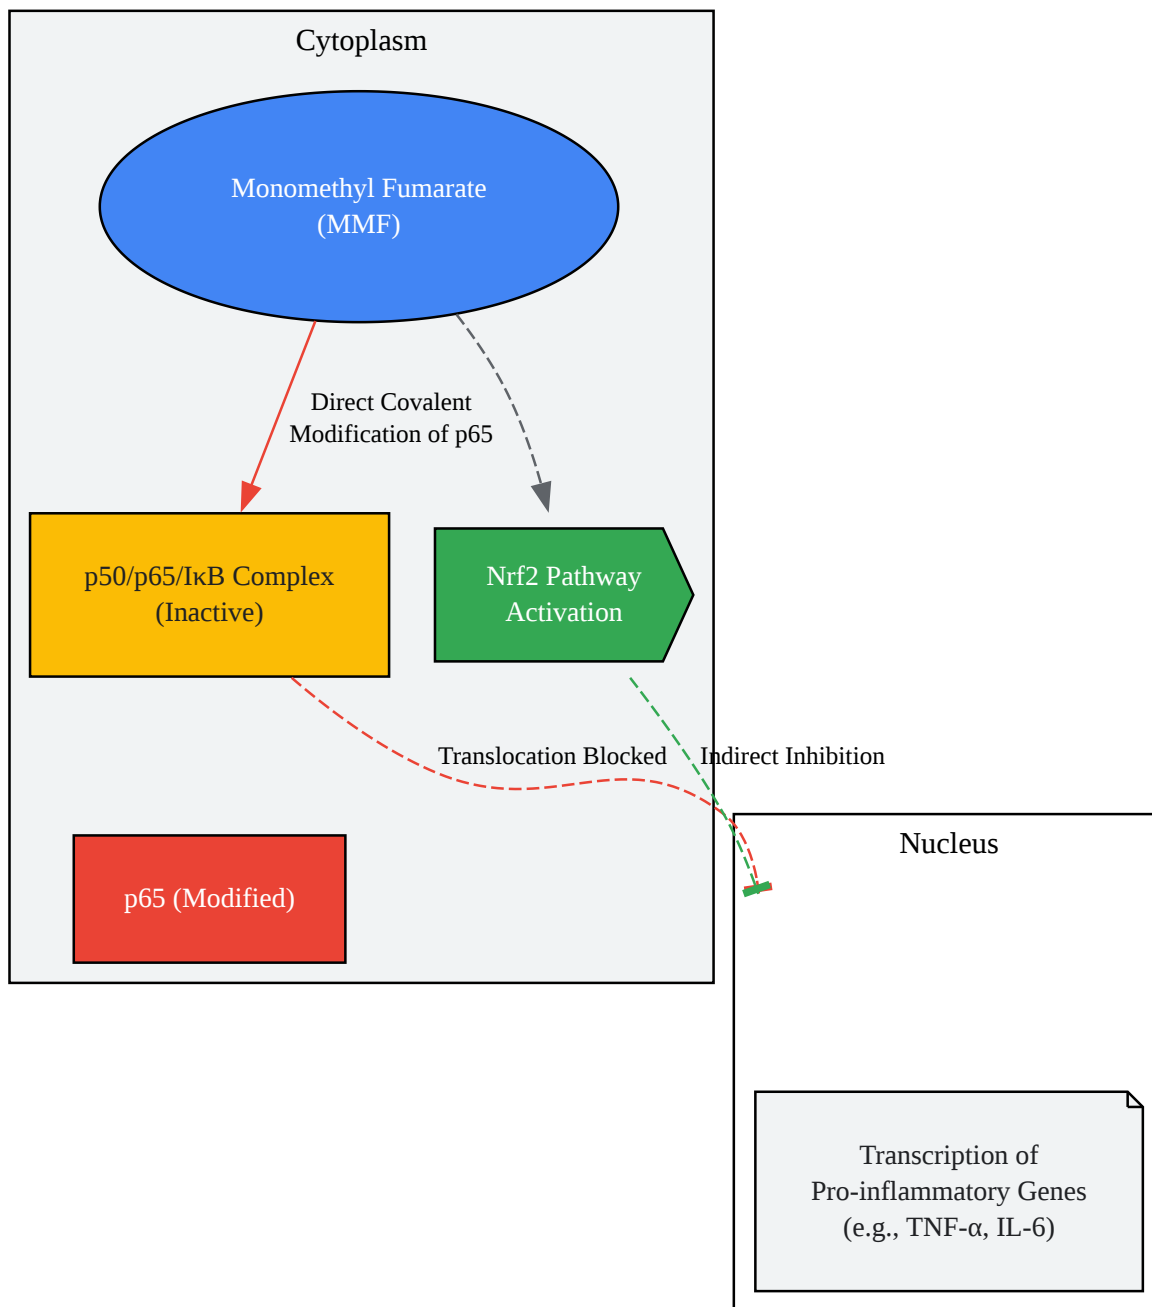 Cytoplasm
Monomethyl Fumarate
(MMF)
Direct Covalent
Modification of p65
p50/p65/IκB Complex
(Inactive)
Nrf2 Pathway
Activation
Translocation Blocked
Indirect Inhibition
Nucleus
p65 (Modified)
Transcription of
Pro-inflammatory Genes
(e.g., TNF-α, IL-6)